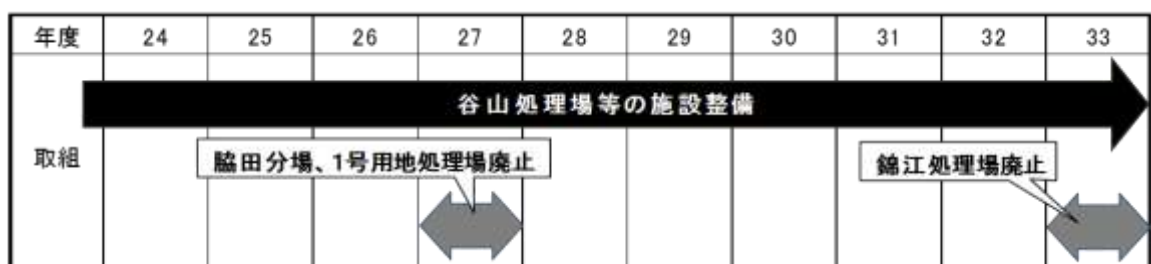 年度 24 25 26 27 28 29 30 31 32 33
谷山処理場等の施設整備
取組
脇田分場、1号用地処理場廃止
錦江処理場廃止